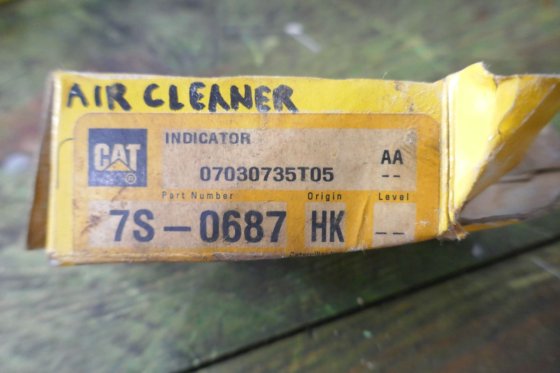 AIR CLEANER
CAT ®
INDICATOR
07030735T05
AA
--
Part Number Origin Level
7S-0687 HK --